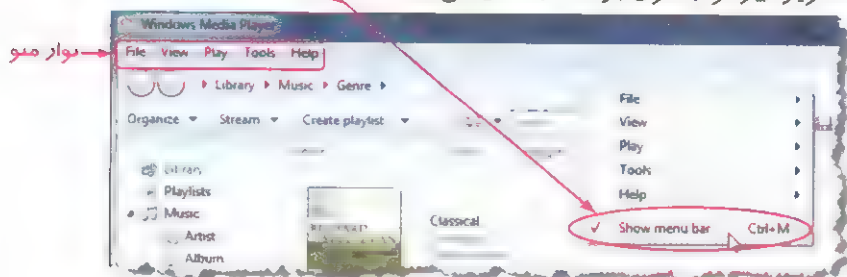 Windows Media Player
نوار منو
File View Play Tools Help
Library Music Genre
Organize Stream Create playlist
File
View
Play
Tools
Help
Show menu bar Ctrl+M
Library
Playlists
Music
Artist
Album
Classical